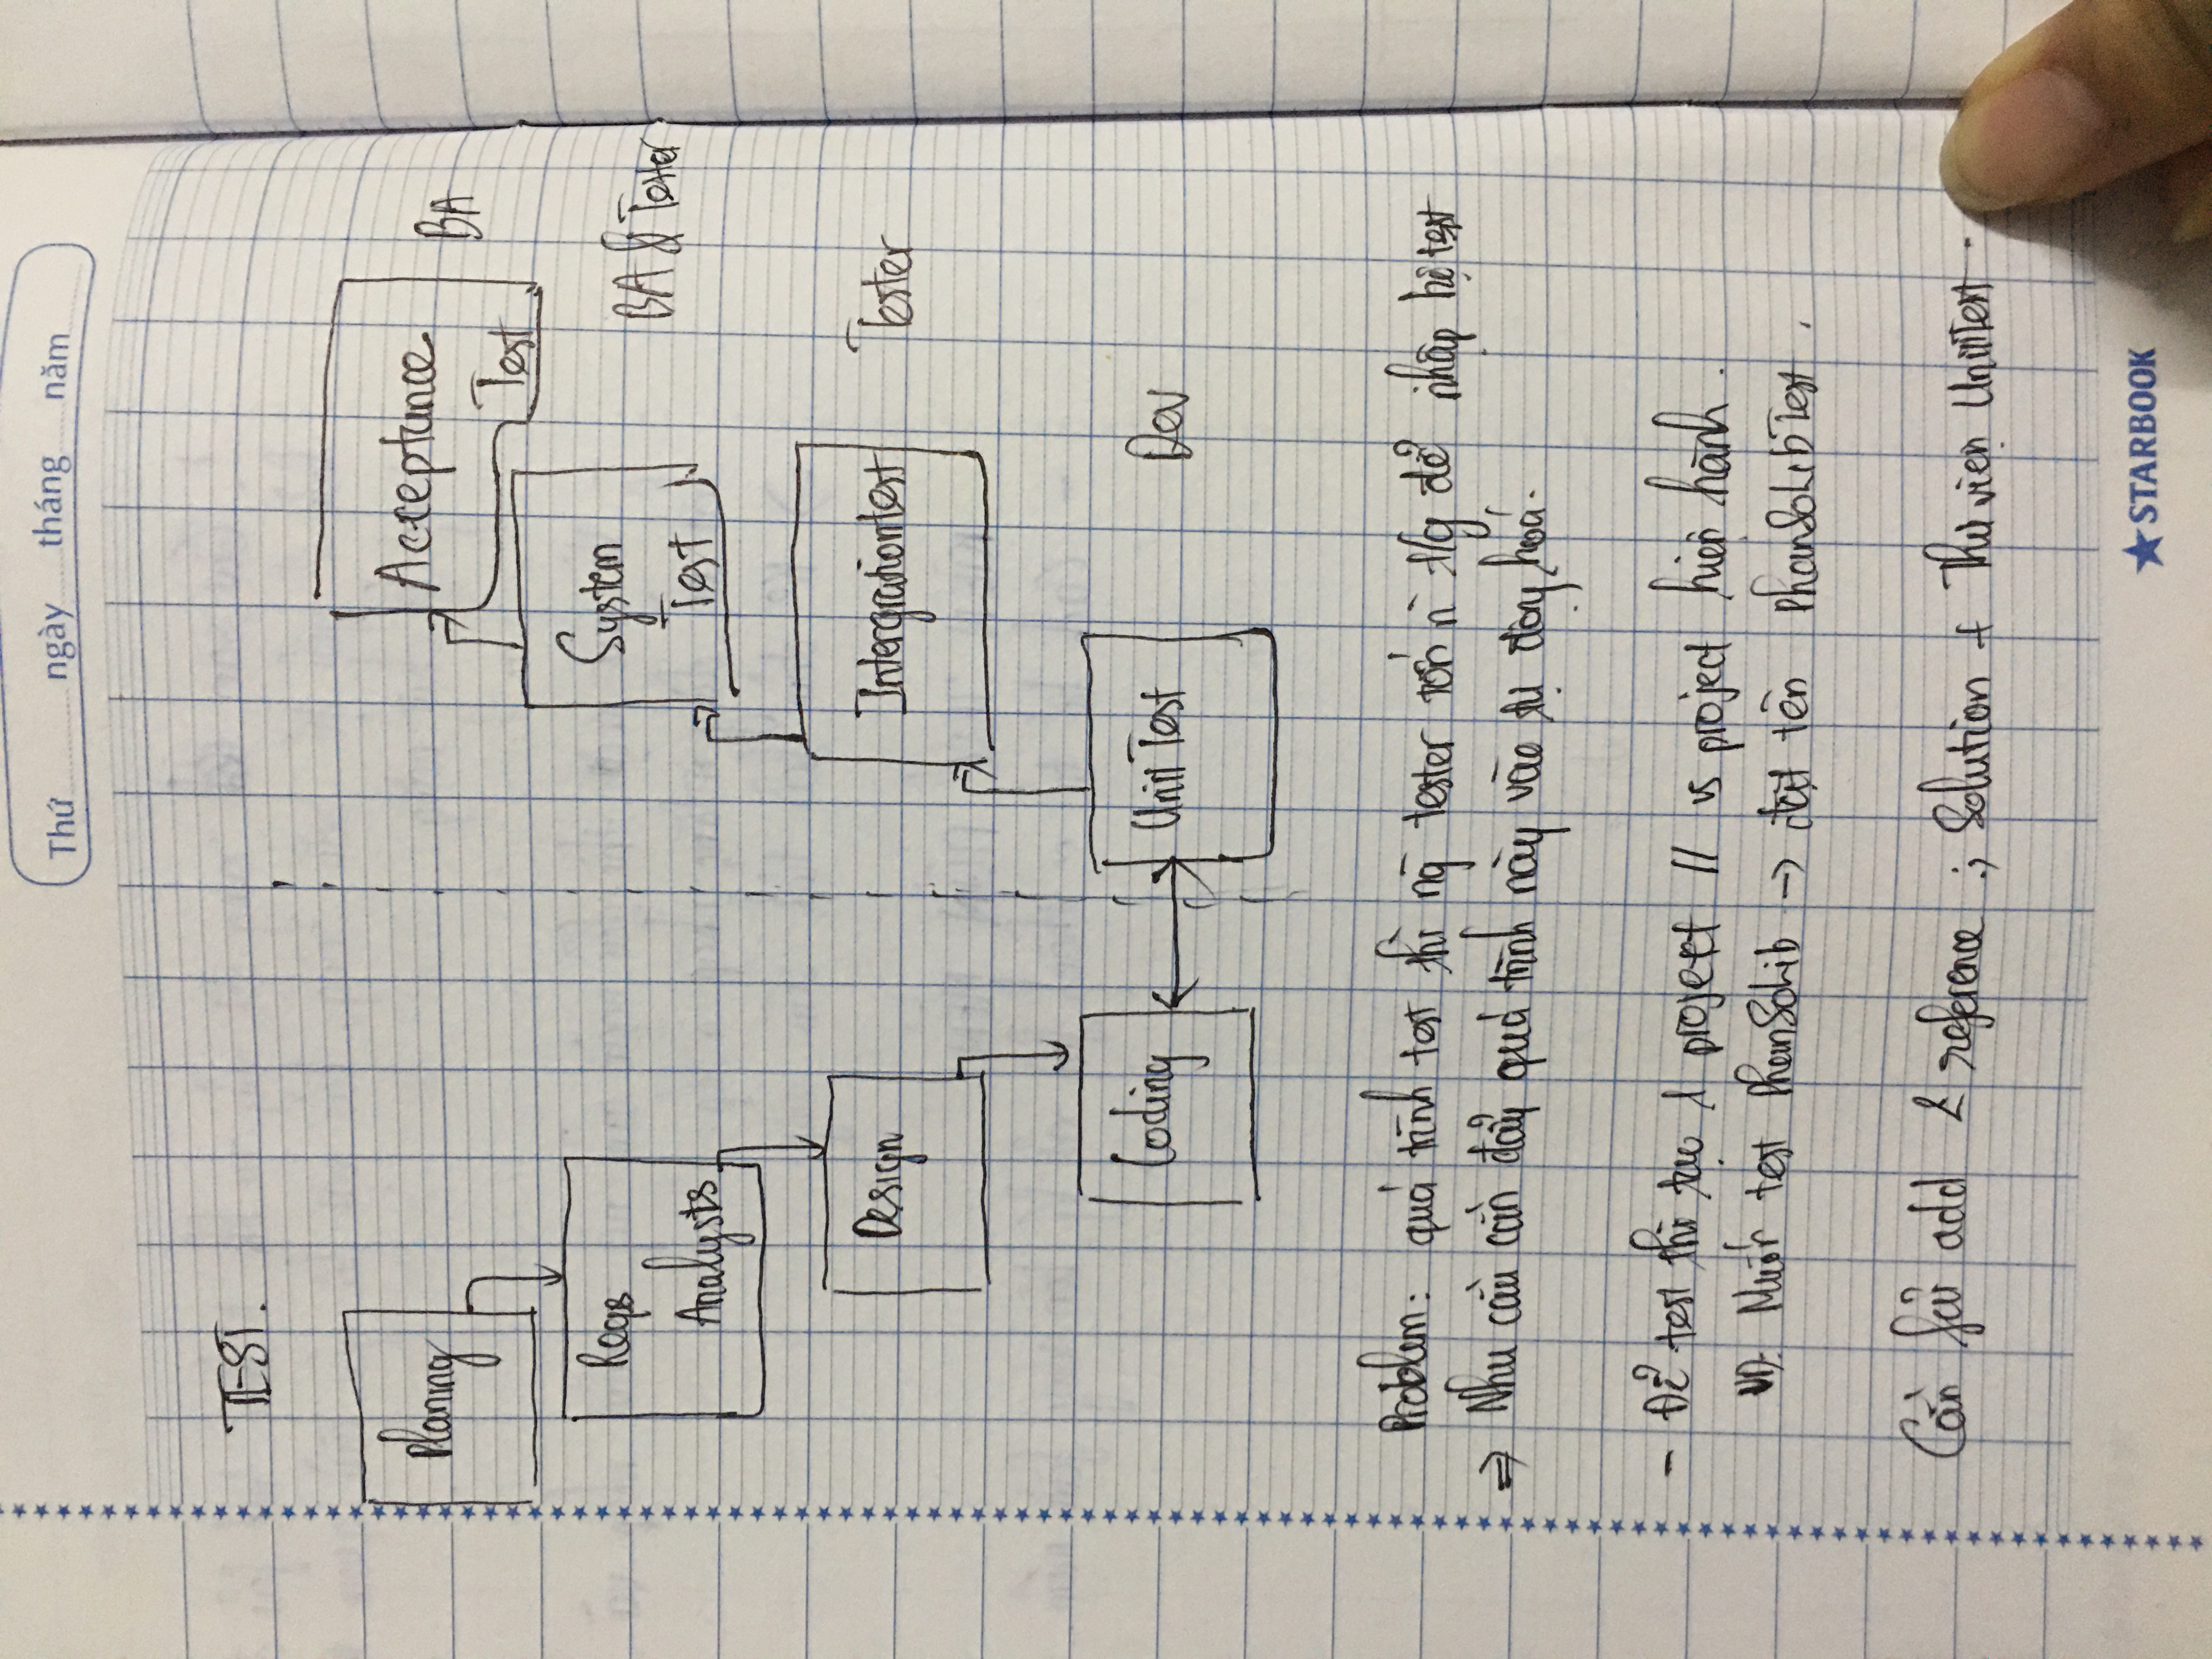 Thứ ngày tháng năm
TEST.
Planing
Acceptance
Test
BA
Reqs
Analysts
System
Test
BA & Tester
Design
Intergrationtest
Tester
Coding
Unit Test
Dev
Problem: quá trình test thì ng tester tốn n` t/g để nhập bộ test
⇒ Nhu cầu cần đẩy quá trình này vào tự động hoá.
- Để test thì tạo 1 project // vs project hiện hành.
VD: Muốn test PhanSoLib → đặt tên PhanSoLibTest.
Cần fải add 2 reference : Solution + Thư viện UnitTest.
STARBOOK